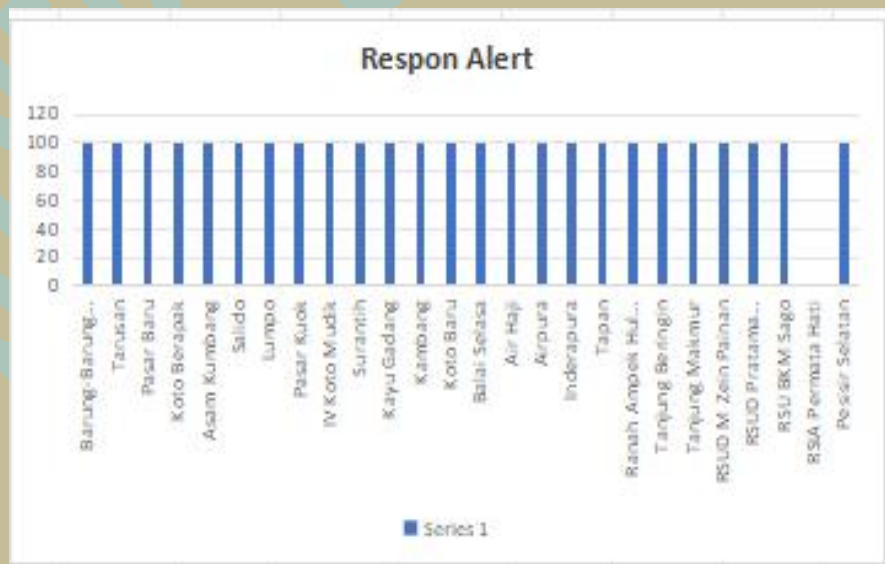 Respon Alert
120
100
80
60
40
20
0
Barung-Barung...
Tarusan
Pasar Baru
Koto Berapak
Asam Kumbang
Salido
Lumpo
Pasar Kuok
IV Koto Mudik
Surantih
Kayu Gadang
Kambang
Koto Baru
Balai Selasa
Air Haji
Airpura
Inderapura
Tapan
Ranah Ampek Hul...
Tanjung Beringin
Tanjung Makmur
RSUD M. Zein Painan
RSUD Pratama...
RSU BKM Sago
RSIA Permata Hati
Pesisir Selatan
Series 1